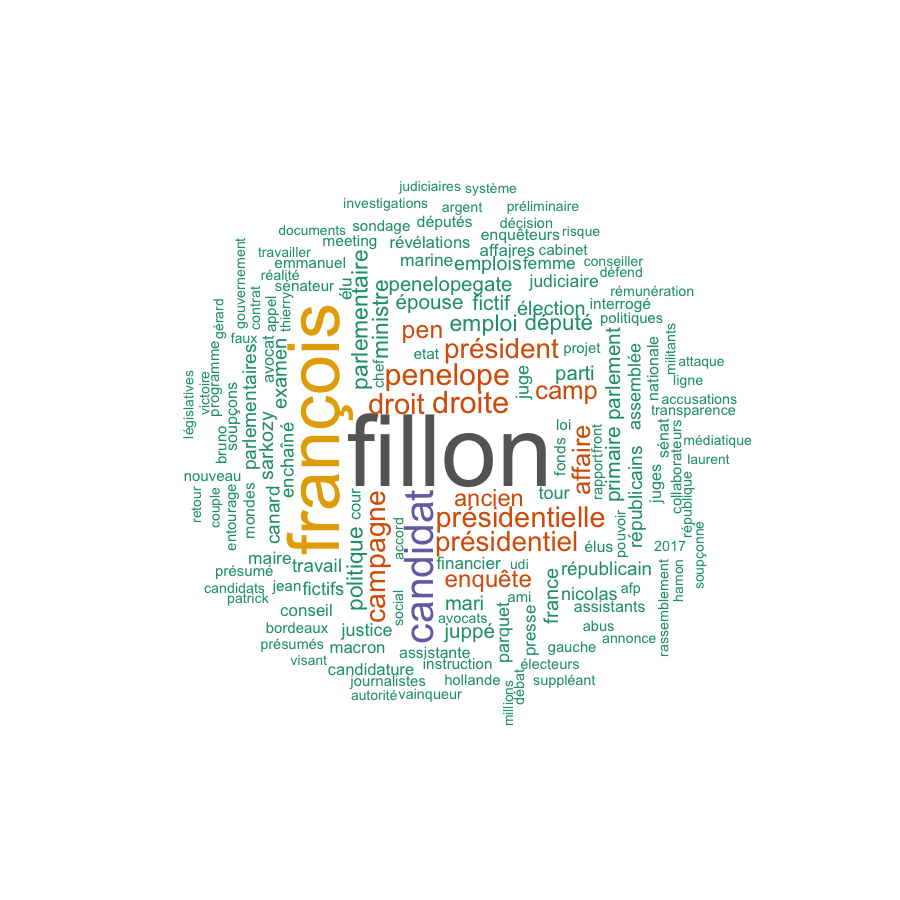 judiciaires
système
investigations
argent
préliminaire
documents
sondage
députés
décision
meeting
révélations
enquêteurs
risque
travailler
emmanuel
marine
affaires
cabinet
réalité
sénateur
élu
parlementaire
emplois
femme
conseiller
défend
gouvernement
contrat
appel
thierry
ministre
penelopegate
judiciaire
rémunération
gérard
faux
épouse
fictif
élection
interrogé
françois
pen
emploi
député
politiques
avocat
examen
chef
etat
président
projet
parlement
assemblée
nationale
militants
attaque
législatives
victoire
programme
parlementaires
penelope
juge
parti
camp
ligne
bruno
soupçons
sarkozy
droit
droite
primaire
accusations
transparence
enchaîné
fillon
loi
fonds
affaire
rapport
front
républicains
sénat
collaborateurs
médiatique
nouveau
canard
juges
laurent
retour
couple
entourage
mondes
cour
campagne
candidat
ancien
tour
république
présidentielle
pouvoir
soupçonné
accord
présidentiel
élus
2017
maire
travail
politique
financier
udi
républicain
présumé
enquête
france
rassemblement
hamon
candidats
patrick
jean
fictifs
social
mari
ami
nicolas
afp
conseil
avocats
parquet
presse
assistants
bordeaux
justice
juppé
abus
annonce
présumés
macron
assistante
gauche
visant
candidature
instruction
électeurs
journalistes
hollande
débat
suppléant
autorité
vainqueur
millions